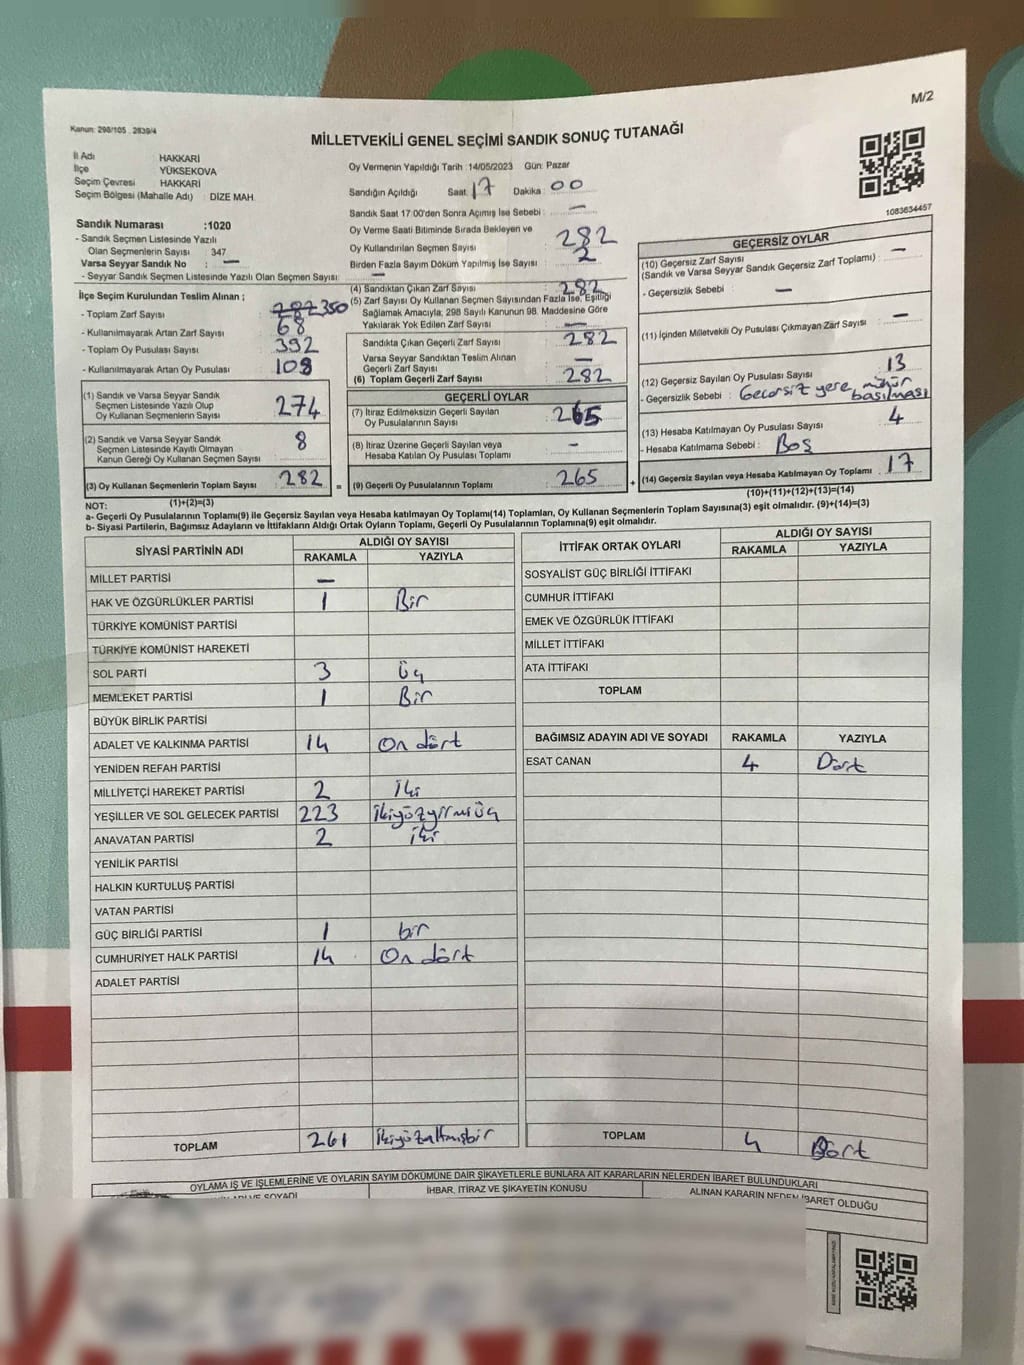 M/2
Kanun: 298/105 . 2839/4
MİLLETVEKİLİ GENEL SEÇİMİ SANDIK SONUÇ TUTANAĞI
İl Adı HAKKARİ
İlçe YÜKSEKOVA
Seçim Çevresi HAKKARİ
Seçim Bölgesi (Mahalle Adı) : DİZE MAH.
Sandık Numarası :1020
- Sandık Seçmen Listesinde Yazılı
Olan Seçmenlerin Sayısı : 347
Varsa Seyyar Sandık No : —
- Seyyar Sandık Seçmen Listesinde Yazılı Olan Seçmen Sayısı: —
Oy Vermenin Yapıldığı Tarih :14/05/2023 Gün: Pazar
Sandığın Açıldığı Saat: 17 Dakika : 00
Sandık Saat 17:00'den Sonra Açımış İse Sebebi : —
Oy Verme Saati Bitiminde Sırada Bekleyen ve
Oy Kullandırılan Seçmen Sayısı : 282
Birden Fazla Sayım Döküm Yapılmış İse Sayısı : 2
1083634457
İlçe Seçim Kurulundan Teslim Alınan ;
- Toplam Zarf Sayısı : 282 350
- Kullanılmayarak Artan Zarf Sayısı : 68
- Toplam Oy Pusulası Sayısı : 392
- Kullanılmayarak Artan Oy Pusulası : 108
(1) Sandık ve Varsa Seyyar Sandık
Seçmen Listesinde Yazılı Olup
Oy Kullanan Seçmenlerin Sayısı : 274
(2) Sandık ve Varsa Seyyar Sandık
Seçmen Listesinde Kayıtlı Olmayan
Kanun Gereği Oy Kullanan Seçmen Sayısı : 8
(3) Oy Kullanan Seçmenlerin Toplam Sayısı : 282
(4) Sandıktan Çıkan Zarf Sayısı : 282
(5) Zarf Sayısı Oy Kullanan Seçmen Sayısından Fazla İse, Eşitliği
Sağlamak Amacıyla; 298 Sayılı Kanunun 98. Maddesine Göre
Yakılarak Yok Edilen Zarf Sayısı : —
Sandıkta Çıkan Geçerli Zarf Sayısı : 282
Varsa Seyyar Sandıktan Teslim Alınan
Geçerli Zarf Sayısı : —
(6) Toplam Geçerli Zarf Sayısı : 282
GEÇERLİ OYLAR
(7) İtiraz Edilmeksizin Geçerli Sayılan
Oy Pusulalarının Sayısı : 265
(8) İtiraz Üzerine Geçerli Sayılan veya
Hesaba Katılan Oy Pusulası Toplamı : —
= (9) Geçerli Oy Pusulalarının Toplamı : 265
GEÇERSİZ OYLAR
(10) Geçersiz Zarf Sayısı
(Sandık ve Varsa Seyyar Sandık Geçersiz Zarf Toplamı) : —
- Geçersizlik Sebebi : —
(11) İçinden Milletvekili Oy Pusulası Çıkmayan Zarf Sayısı : —
(12) Geçersiz Sayılan Oy Pusulası Sayısı : 13
- Geçersizlik Sebebi : Gecersiz yere mühür basılması
(13) Hesaba Katılmayan Oy Pusulası Sayısı : 4
- Hesaba Katılmama Sebebi : Boş
+ (14) Geçersiz Sayılan veya Hesaba Katılmayan Oy Toplamı : 17
NOT: (1)+(2)=(3)
(10)+(11)+(12)+(13)=(14)
a- Geçerli Oy Pusulalarının Toplamı(9) ile Geçersiz Sayılan veya Hesaba katılmayan Oy Toplamı(14) Toplamları, Oy Kullanan Seçmenlerin Toplam Sayısına(3) eşit olmalıdır. (9)+(14)=(3)
b- Siyasi Partilerin, Bağımsız Adayların ve İttifakların Aldığı Ortak Oyların Toplamı, Geçerli Oy Pusulalarının Toplamına(9) eşit olmalıdır.
SİYASİ PARTİNİN ADI ALDIĞI OY SAYISI
RAKAMLA YAZIYLA
MİLLET PARTİSİ —
HAK VE ÖZGÜRLÜKLER PARTİSİ 1 Bir
TÜRKİYE KOMÜNİST PARTİSİ
TÜRKİYE KOMÜNİST HAREKETİ
SOL PARTİ 3 Üç
MEMLEKET PARTİSİ 1 Bir
BÜYÜK BİRLİK PARTİSİ
ADALET VE KALKINMA PARTİSİ 14 On dört
YENİDEN REFAH PARTİSİ
MİLLİYETÇİ HAREKET PARTİSİ 2 İki
YEŞİLLER VE SOL GELECEK PARTİSİ 223 İkiyüzyirmiüç
ANAVATAN PARTİSİ 2 iki
YENİLİK PARTİSİ
HALKIN KURTULUŞ PARTİSİ
VATAN PARTİSİ
GÜÇ BİRLİĞİ PARTİSİ 1 bir
CUMHURİYET HALK PARTİSİ 14 On dört
ADALET PARTİSİ
TOPLAM 261 İkiyüzaltmışbir
İTTİFAK ORTAK OYLARI ALDIĞI OY SAYISI
RAKAMLA YAZIYLA
SOSYALİST GÜÇ BİRLİĞİ İTTİFAKI
CUMHUR İTTİFAKI
EMEK VE ÖZGÜRLÜK İTTİFAKI
MİLLET İTTİFAKI
ATA İTTİFAKI
TOPLAM
BAĞIMSIZ ADAYIN ADI VE SOYADI RAKAMLA YAZIYLA
ESAT CANAN 4 Dört
TOPLAM 4 Dört
OYLAMA İŞ VE İŞLEMLERİNE VE OYLARIN SAYIM DÖKÜMÜNE DAİR ŞİKAYETLERLE BUNLARA AİT KARARLARIN NELERDEN İBARET BULUNDUKLARI
VE SOYADI İHBAR, İTİRAZ VE ŞİKAYETİN KONUSU ALINAN KARARIN NEDEN İBARET OLDUĞU